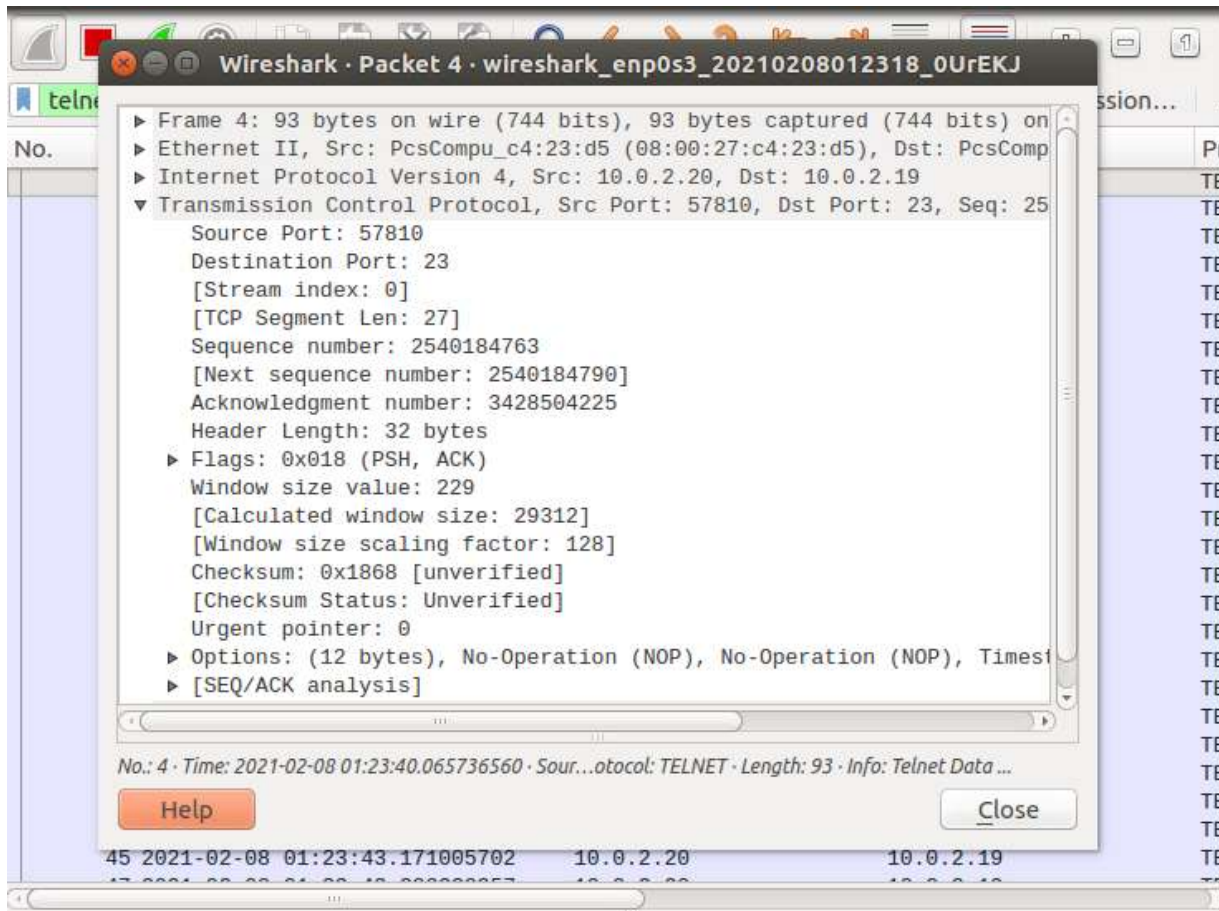 Wireshark · Packet 4 · wireshark_enp0s3_20210208012318_0UrEKJ
telne
ssion...
No.
▶ Frame 4: 93 bytes on wire (744 bits), 93 bytes captured (744 bits) on
▶ Ethernet II, Src: PcsCompu_c4:23:d5 (08:00:27:c4:23:d5), Dst: PcsComp
▶ Internet Protocol Version 4, Src: 10.0.2.20, Dst: 10.0.2.19
▼ Transmission Control Protocol, Src Port: 57810, Dst Port: 23, Seq: 25
Source Port: 57810
Destination Port: 23
[Stream index: 0]
[TCP Segment Len: 27]
Sequence number: 2540184763
[Next sequence number: 2540184790]
Acknowledgment number: 3428504225
Header Length: 32 bytes
▶ Flags: 0x018 (PSH, ACK)
Window size value: 229
[Calculated window size: 29312]
[Window size scaling factor: 128]
Checksum: 0x1868 [unverified]
[Checksum Status: Unverified]
Urgent pointer: 0
▶ Options: (12 bytes), No-Operation (NOP), No-Operation (NOP), Timest
▶ [SEQ/ACK analysis]
No.: 4 · Time: 2021-02-08 01:23:40.065736560 · Sour...otocol: TELNET · Length: 93 · Info: Telnet Data ...
Help
Close
45 2021-02-08 01:23:43.171005702 10.0.2.20 10.0.2.19